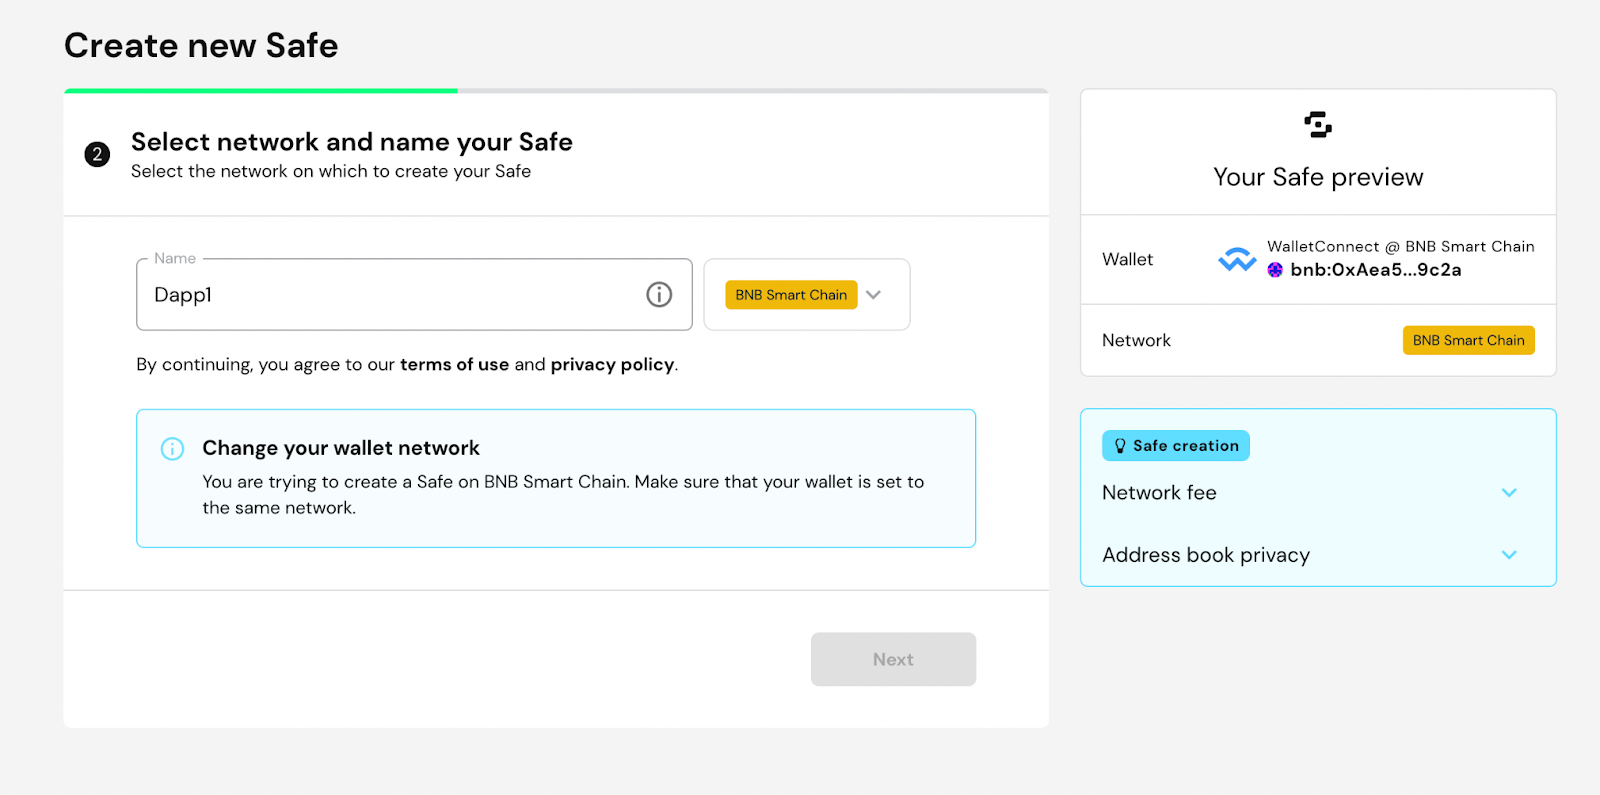 Create new Safe
2
Select network and name your Safe
Select the network on which to create your Safe
Name
Dapp1
BNB Smart Chain
By continuing, you agree to our terms of use and privacy policy.
Change your wallet network
You are trying to create a Safe on BNB Smart Chain. Make sure that your wallet is set to
the same network.
Next
Your Safe preview
Wallet
WalletConnect @ BNB Smart Chain
bnb:0xAea5...9c2a
Network
BNB Smart Chain
Safe creation
Network fee
Address book privacy